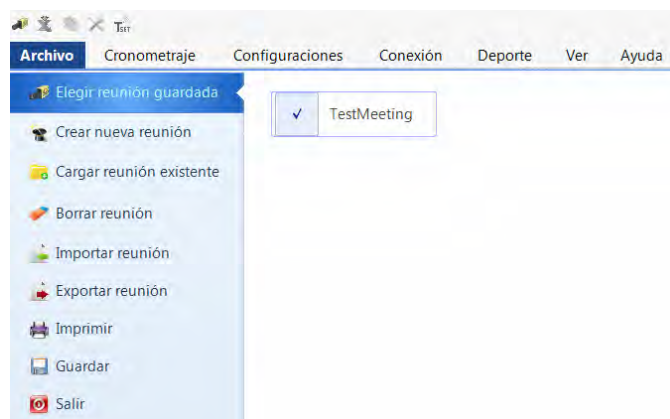 TSET
Archivo Cronometraje Configuraciones Conexión Deporte Ver Ayuda
Elegir reunión guardada
TestMeeting
Crear nueva reunión
Cargar reunión existente
Borrar reunión
Importar reunión
Exportar reunión
Imprimir
Guardar
Salir